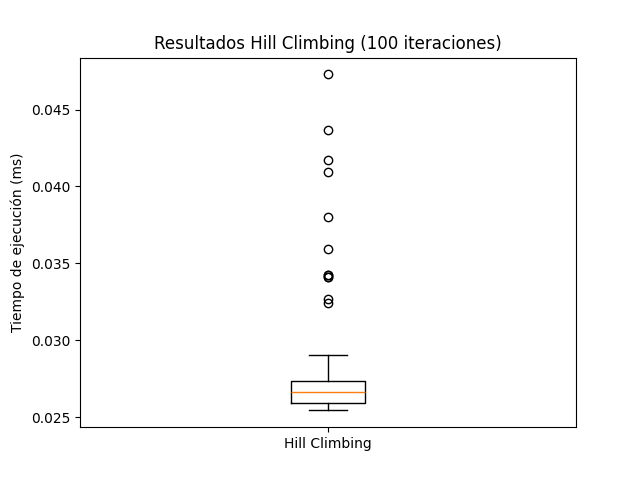 Resultados Hill Climbing (100 iteraciones)
Tiempo de ejecución (ms)
0.045
0.040
0.035
0.030
0.025
Hill Climbing